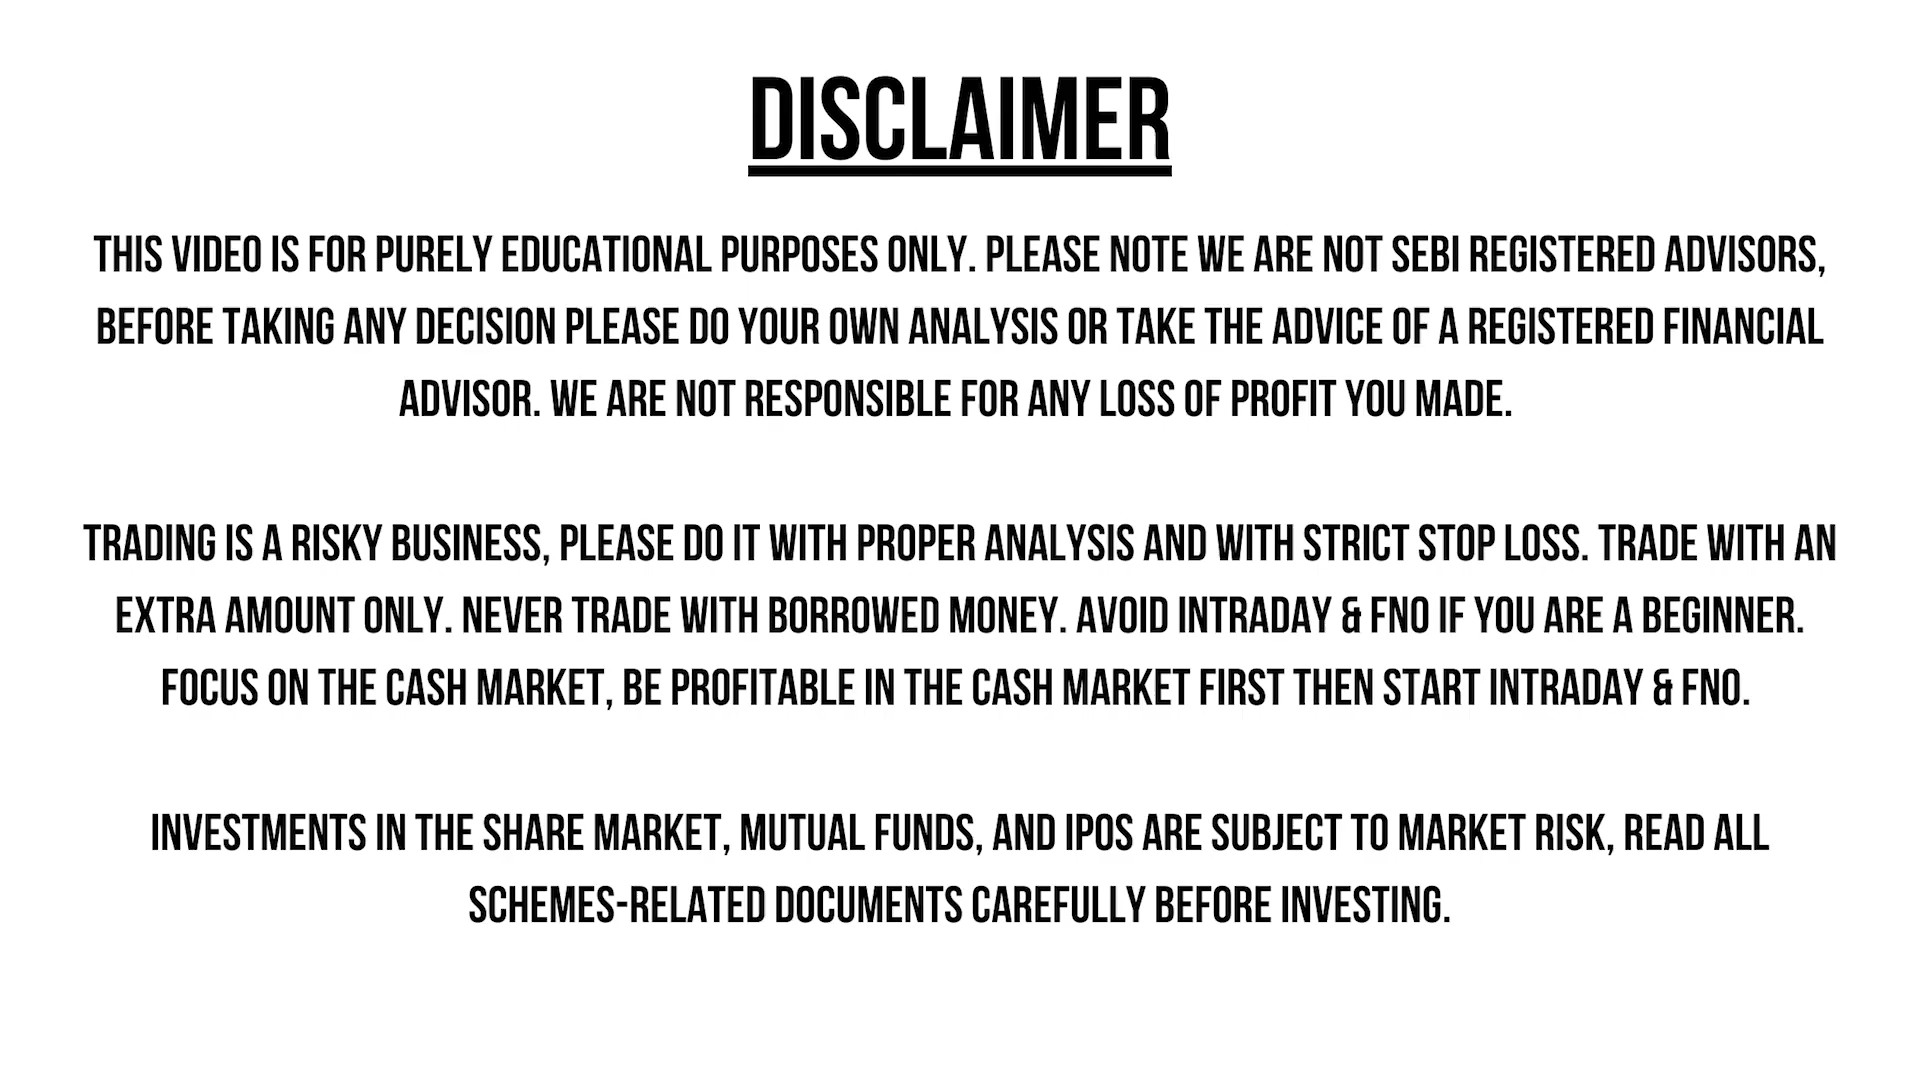 DISCLAIMER
THIS VIDEO IS FOR PURELY EDUCATIONAL PURPOSES ONLY. PLEASE NOTE WE ARE NOT SEBI REGISTERED ADVISORS,
BEFORE TAKING ANY DECISION PLEASE DO YOUR OWN ANALYSIS OR TAKE THE ADVICE OF A REGISTERED FINANCIAL
ADVISOR. WE ARE NOT RESPONSIBLE FOR ANY LOSS OF PROFIT YOU MADE.
TRADING IS A RISKY BUSINESS, PLEASE DO IT WITH PROPER ANALYSIS AND WITH STRICT STOP LOSS. TRADE WITH AN
EXTRA AMOUNT ONLY. NEVER TRADE WITH BORROWED MONEY. AVOID INTRADAY & FNO IF YOU ARE A BEGINNER.
FOCUS ON THE CASH MARKET, BE PROFITABLE IN THE CASH MARKET FIRST THEN START INTRADAY & FNO.
INVESTMENTS IN THE SHARE MARKET, MUTUAL FUNDS, AND IPOS ARE SUBJECT TO MARKET RISK, READ ALL
SCHEMES-RELATED DOCUMENTS CAREFULLY BEFORE INVESTING.